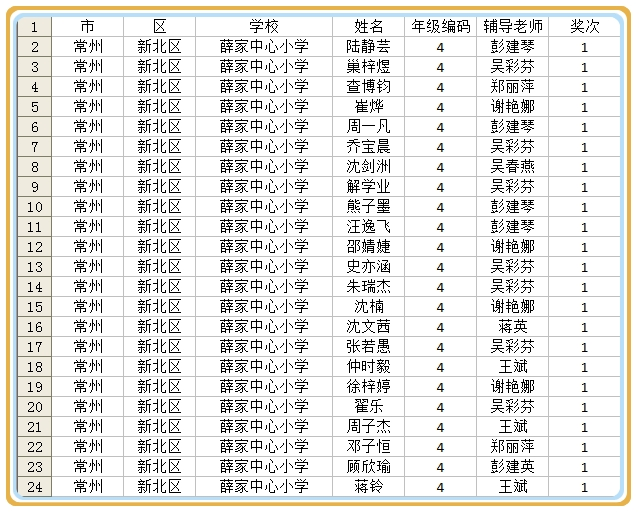 1 市 区 学校 姓名 年级编码 辅导老师 奖次
2 常州 新北区 薛家中心小学 陆静芸 4 彭建琴 1
3 常州 新北区 薛家中心小学 巢梓煜 4 吴彩芬 1
4 常州 新北区 薛家中心小学 查博钧 4 郑丽萍 1
5 常州 新北区 薛家中心小学 崔烨 4 谢艳娜 1
6 常州 新北区 薛家中心小学 周一凡 4 彭建琴 1
7 常州 新北区 薛家中心小学 乔宝晨 4 吴彩芬 1
8 常州 新北区 薛家中心小学 沈剑洲 4 吴春燕 1
9 常州 新北区 薛家中心小学 解学业 4 吴彩芬 1
10 常州 新北区 薛家中心小学 熊子墨 4 彭建琴 1
11 常州 新北区 薛家中心小学 汪逸飞 4 彭建琴 1
12 常州 新北区 薛家中心小学 邵婧婕 4 谢艳娜 1
13 常州 新北区 薛家中心小学 史亦涵 4 吴彩芬 1
14 常州 新北区 薛家中心小学 朱瑞杰 4 吴彩芬 1
15 常州 新北区 薛家中心小学 沈楠 4 谢艳娜 1
16 常州 新北区 薛家中心小学 沈文茜 4 蒋英 1
17 常州 新北区 薛家中心小学 张若愚 4 吴彩芬 1
18 常州 新北区 薛家中心小学 仲时毅 4 王斌 1
19 常州 新北区 薛家中心小学 徐梓婷 4 谢艳娜 1
20 常州 新北区 薛家中心小学 翟乐 4 吴彩芬 1
21 常州 新北区 薛家中心小学 周子杰 4 王斌 1
22 常州 新北区 薛家中心小学 邓子恒 4 郑丽萍 1
23 常州 新北区 薛家中心小学 顾欣瑜 4 彭建英 1
24 常州 新北区 薛家中心小学 蒋铃 4 王斌 1